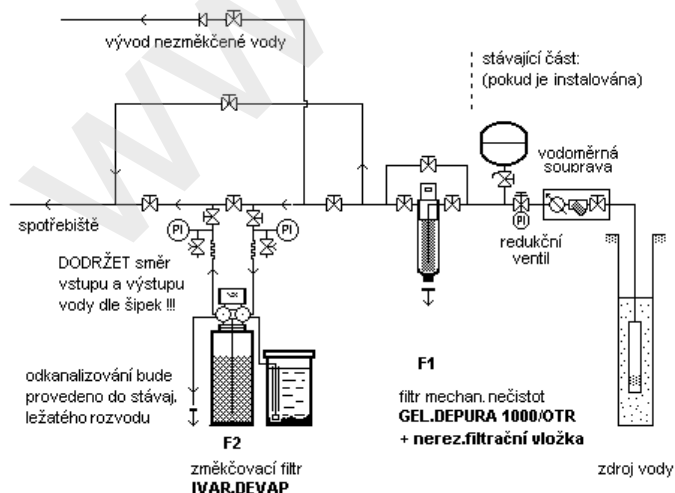 vývod nezměkčené vody
stávající část:
(pokud je instalována)
vodoměrná
souprava
spotřebiště
PI
PI
PI
redukční
ventil
DODRŽET směr
vstupu a výstupu
vody dle šipek !!!
odkanalizování bude
provedeno do stávaj.
ležatého rozvodu
F1
filtr mechan. nečistot
GEL.DEPURA 1000/OTR
+ nerez.filtrační vložka
F2
změkčovací filtr
IVAR.DEVAP
zdroj vody